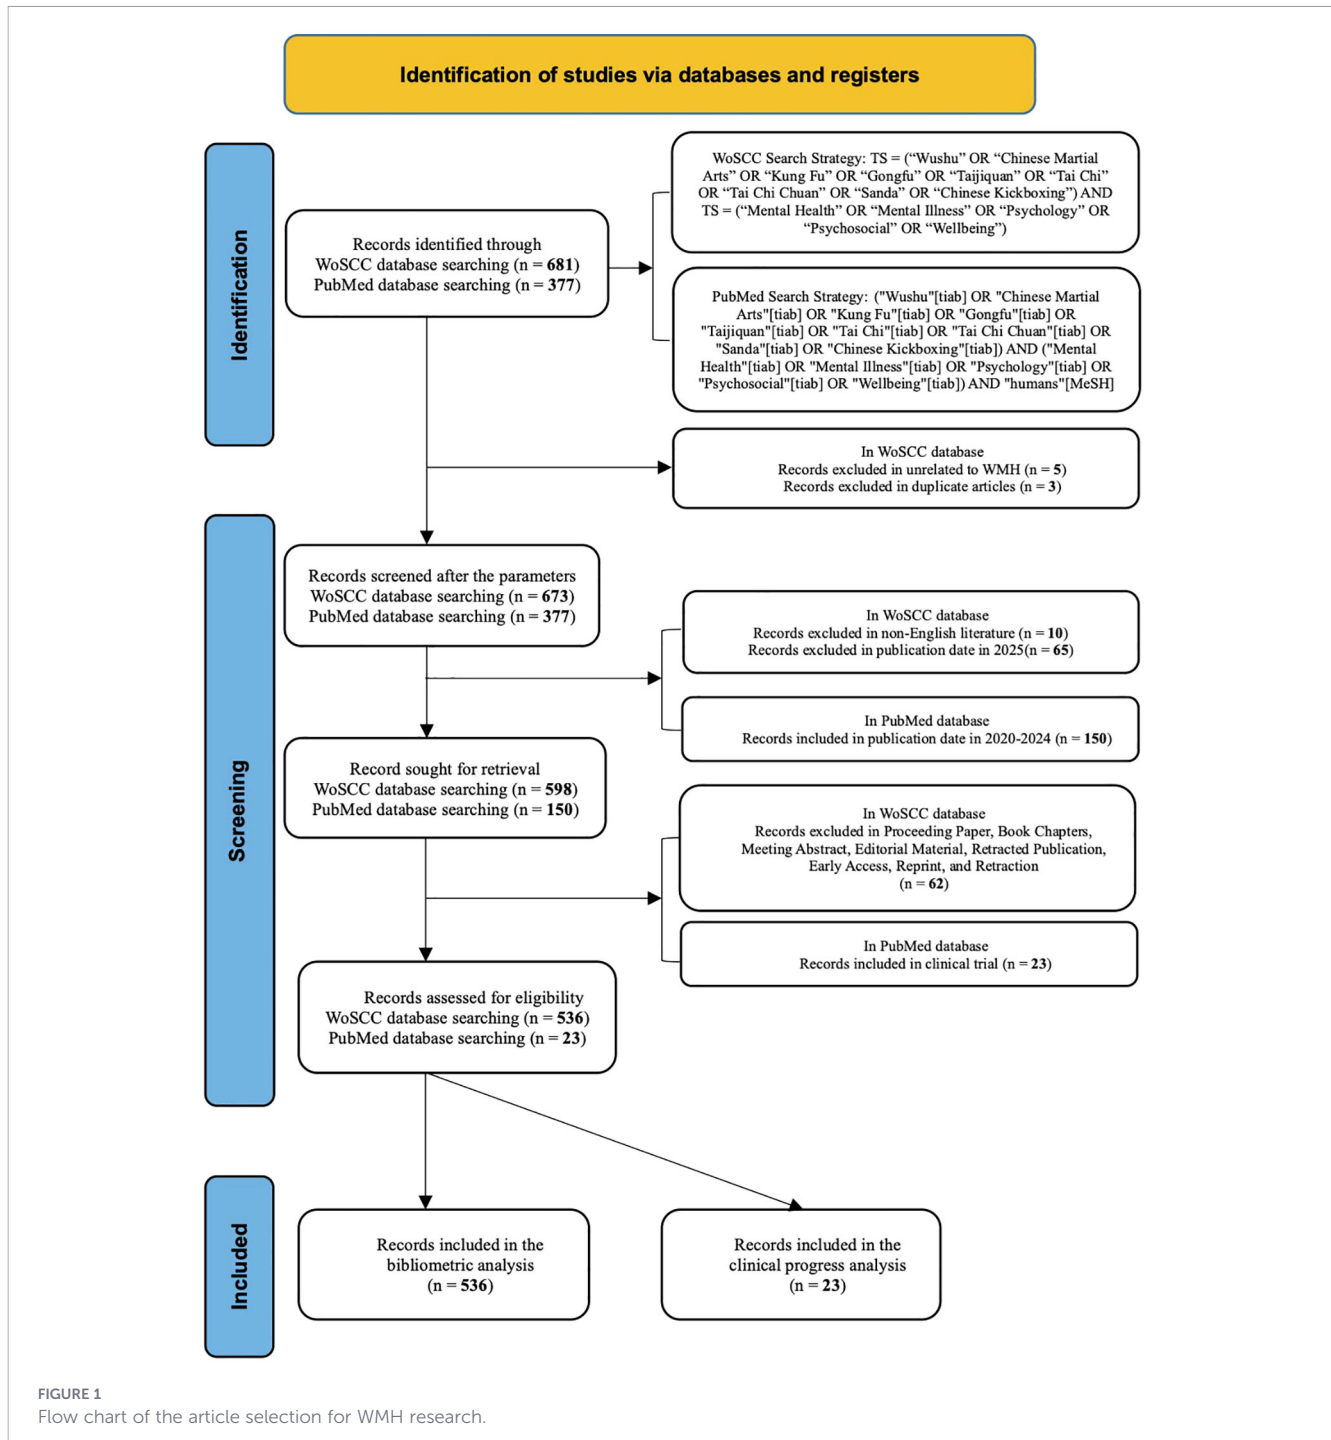 Identification of studies via databases and registers
Identification
WoSCC Search Strategy: TS = (“Wushu” OR “Chinese Martial
Arts” OR “Kung Fu” OR “Gongfu” OR “Taijiquan” OR “Tai Chi”
OR “Tai Chi Chuan” OR “Sanda” OR “Chinese Kickboxing”) AND
TS = (“Mental Health” OR “Mental Illness” OR “Psychology” OR
“Psychosocial” OR “Wellbeing”)
Records identified through
WoSCC database searching (n = 681)
PubMed database searching (n = 377)
PubMed Search Strategy: ("Wushu"[tiab] OR "Chinese Martial
Arts"[tiab] OR "Kung Fu"[tiab] OR "Gongfu"[tiab] OR
"Taijiquan"[tiab] OR "Tai Chi"[tiab] OR "Tai Chi Chuan"[tiab] OR
"Sanda"[tiab] OR "Chinese Kickboxing"[tiab]) AND ("Mental
Health"[tiab] OR "Mental Illness"[tiab] OR "Psychology"[tiab] OR
"Psychosocial"[tiab] OR "Wellbeing"[tiab]) AND "humans"[MeSH]
In WoSCC database
Records excluded in unrelated to WMH (n = 5)
Records excluded in duplicate articles (n = 3)
Screening
Records screened after the parameters
WoSCC database searching (n = 673)
PubMed database searching (n = 377)
In WoSCC database
Records excluded in non-English literature (n = 10)
Records excluded in publication date in 2025(n = 65)
In PubMed database
Records included in publication date in 2020-2024 (n = 150)
Record sought for retrieval
WoSCC database searching (n = 598)
PubMed database searching (n = 150)
In WoSCC database
Records excluded in Proceeding Paper, Book Chapters,
Meeting Abstract, Editorial Material, Retracted Publication,
Early Access, Reprint, and Retraction
(n = 62)
In PubMed database
Records included in clinical trial (n = 23)
Records assessed for eligibility
WoSCC database searching (n = 536)
PubMed database searching (n = 23)
Included
Records included in the
bibliometric analysis
(n = 536)
Records included in the
clinical progress analysis
(n = 23)
FIGURE 1
Flow chart of the article selection for WMH research.